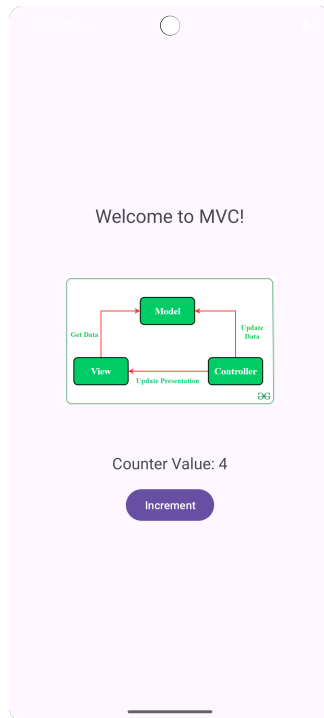 Welcome to MVC!
Model
Get Data
Update
Data
View
Controller
Update Presentation
Counter Value: 4
Increment